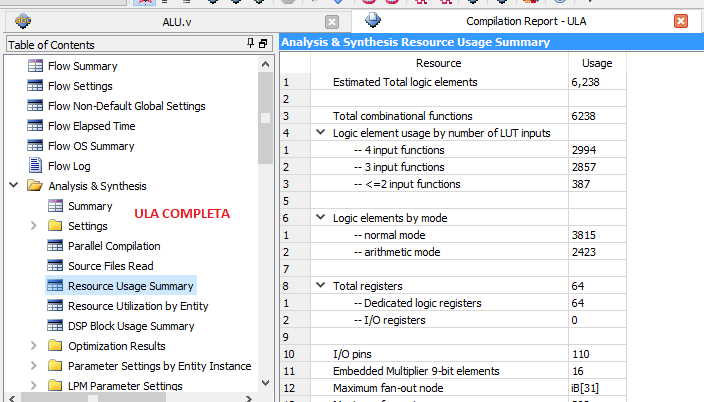 ALU.v
Compilation Report - ULA
Table of Contents
Flow Summary
Flow Settings
Flow Non-Default Global Settings
Flow Elapsed Time
Flow OS Summary
Flow Log
Analysis & Synthesis
Summary
ULA COMPLETA
Settings
Parallel Compilation
Source Files Read
Resource Usage Summary
Resource Utilization by Entity
DSP Block Usage Summary
Optimization Results
Parameter Settings by Entity Instance
LPM Parameter Settings
Analysis & Synthesis Resource Usage Summary
Resource Usage
1 Estimated Total logic elements 6,238
2
3 Total combinational functions 6238
4 Logic element usage by number of LUT inputs
1 -- 4 input functions 2994
2 -- 3 input functions 2857
3 -- <=2 input functions 387
5
6 Logic elements by mode
1 -- normal mode 3815
2 -- arithmetic mode 2423
7
8 Total registers 64
1 -- Dedicated logic registers 64
2 -- I/O registers 0
9
10 I/O pins 110
11 Embedded Multiplier 9-bit elements 16
12 Maximum fan-out node iB[31]